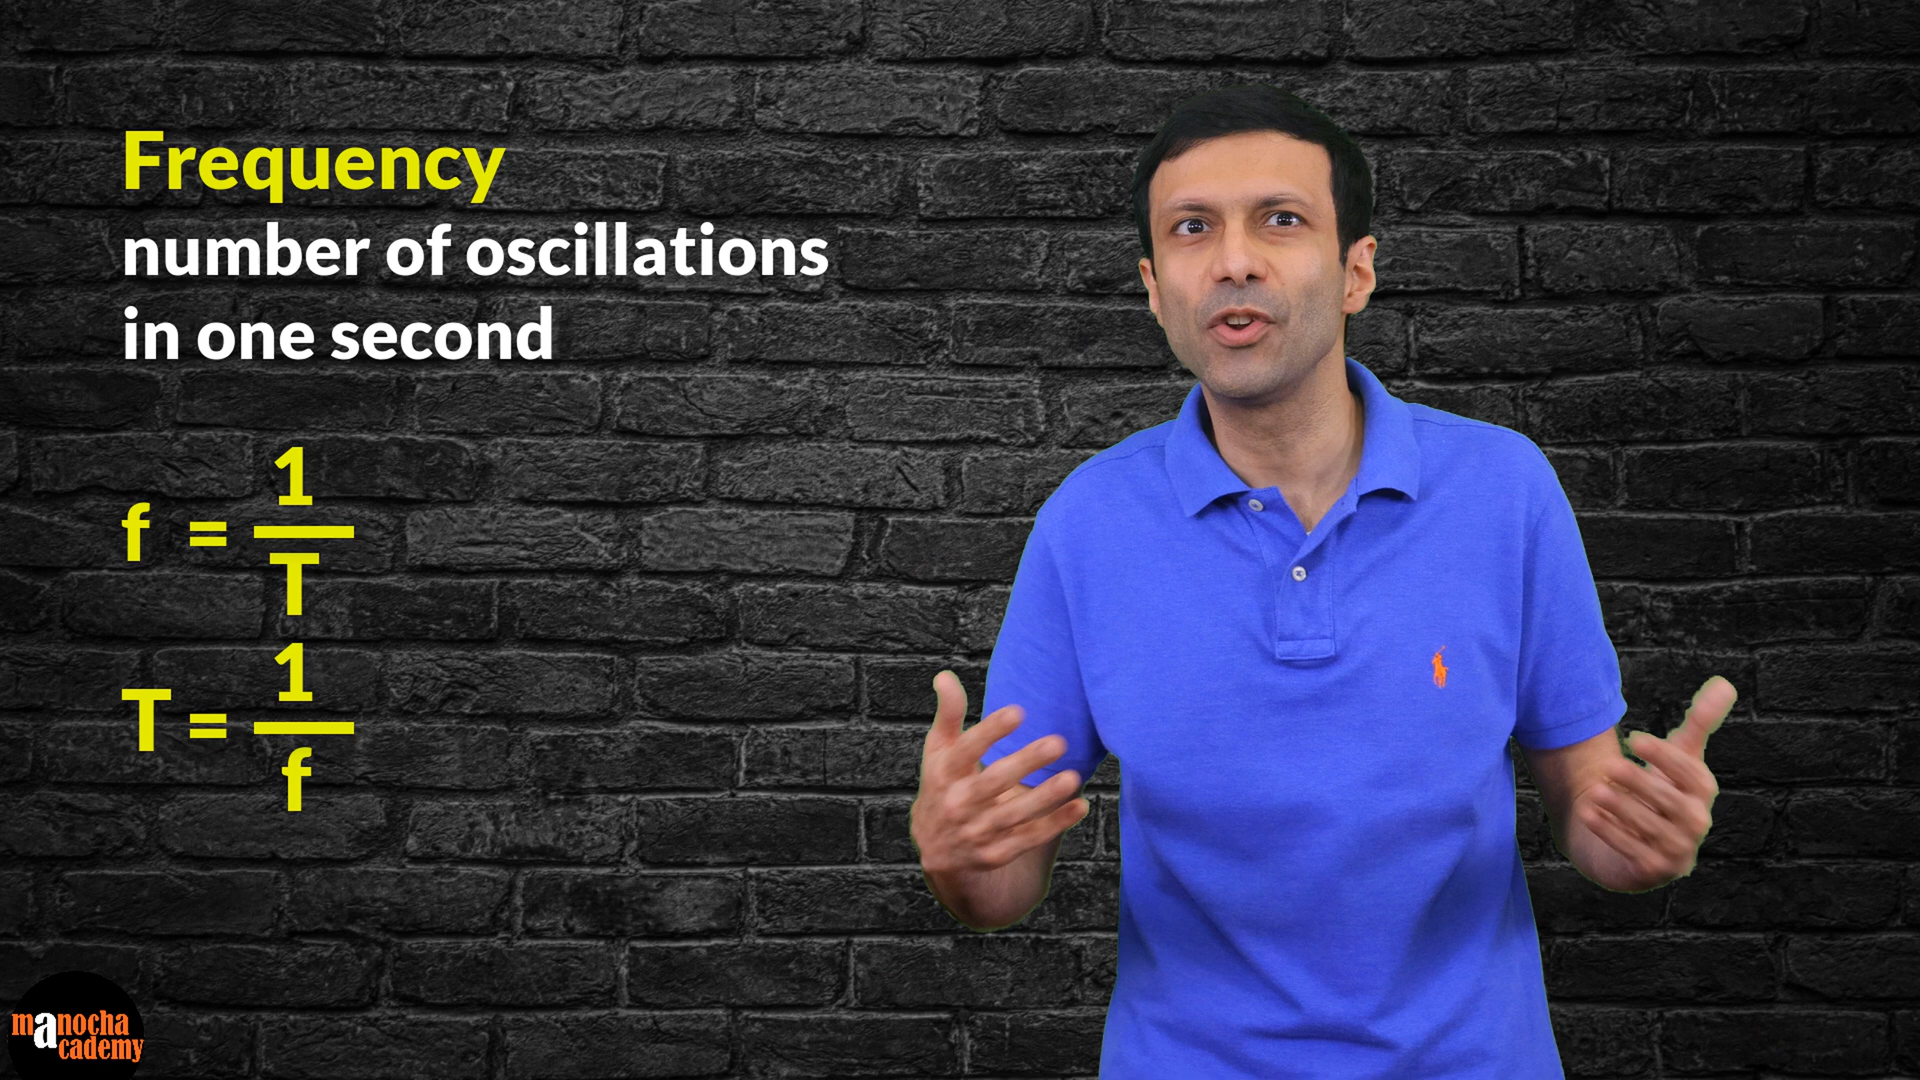 Frequency
number of oscillations
in one second
f = 1/T
T = 1/f
manocha
academy